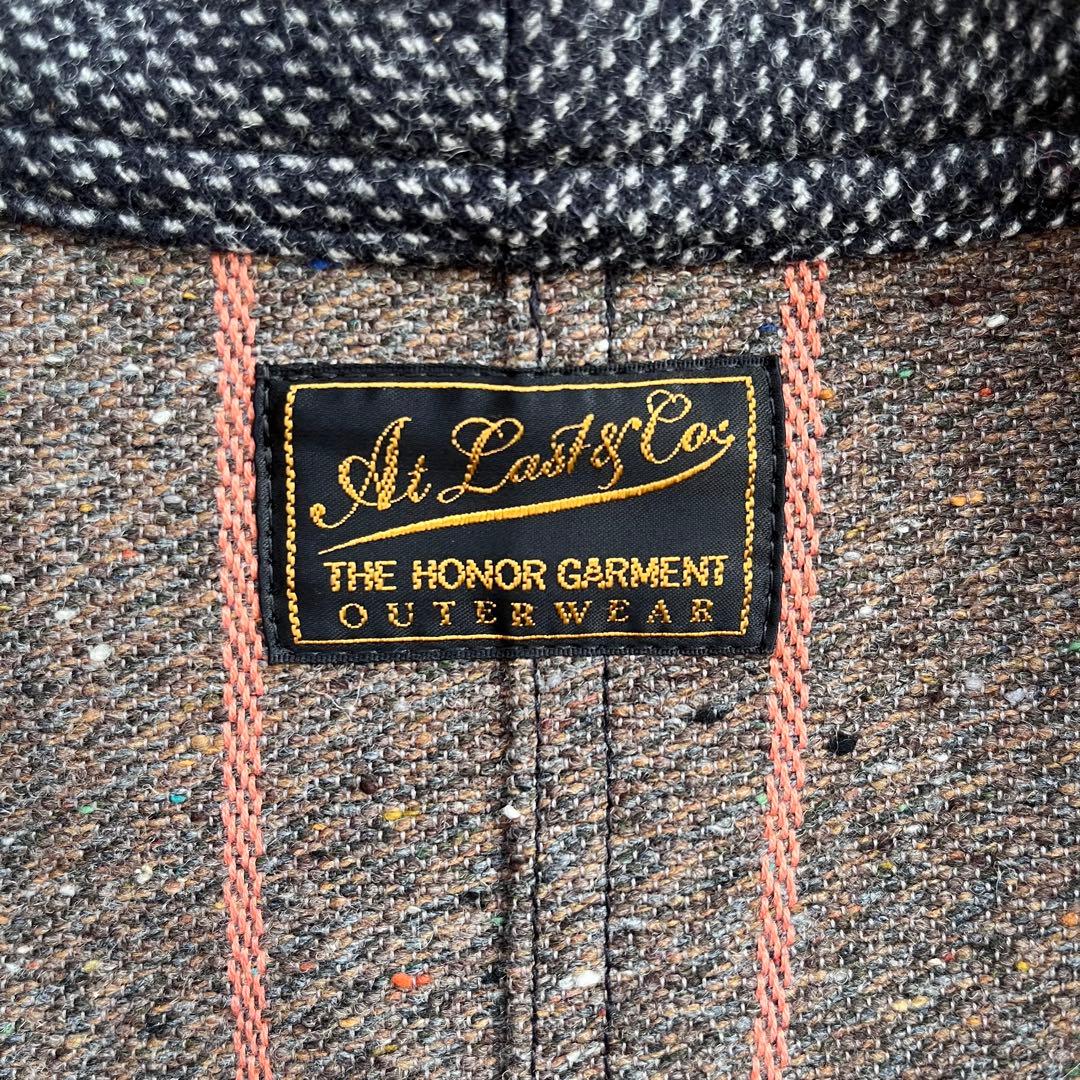 At Last & Co.
THE HONOR GARMENT
OUTERWEAR